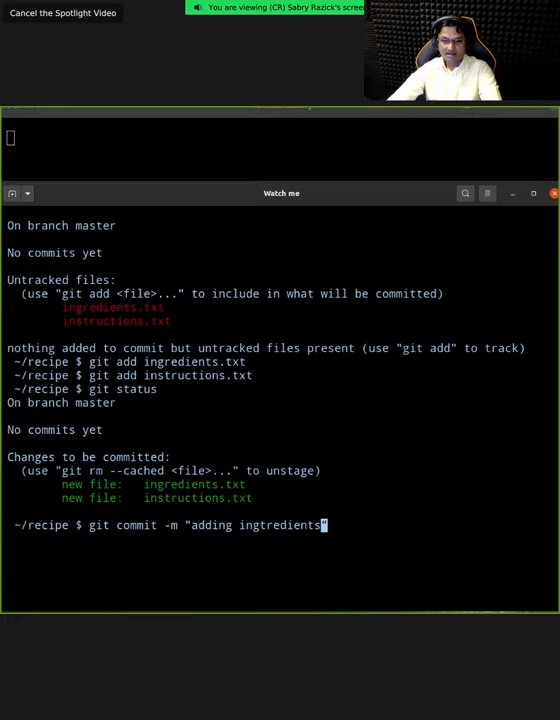 Cancel the Spotlight Video
You are viewing (CR) Sabry Razick's scree
Watch me
On branch master
No commits yet
Untracked files:
(use "git add <file>..." to include in what will be committed)
ingredients.txt
instructions.txt
nothing added to commit but untracked files present (use "git add" to track)
~/recipe $ git add ingredients.txt
~/recipe $ git add instructions.txt
~/recipe $ git status
On branch master
No commits yet
Changes to be committed:
(use "git rm --cached <file>..." to unstage)
new file:   ingredients.txt
new file:   instructions.txt
~/recipe $ git commit -m "adding ingtredients"